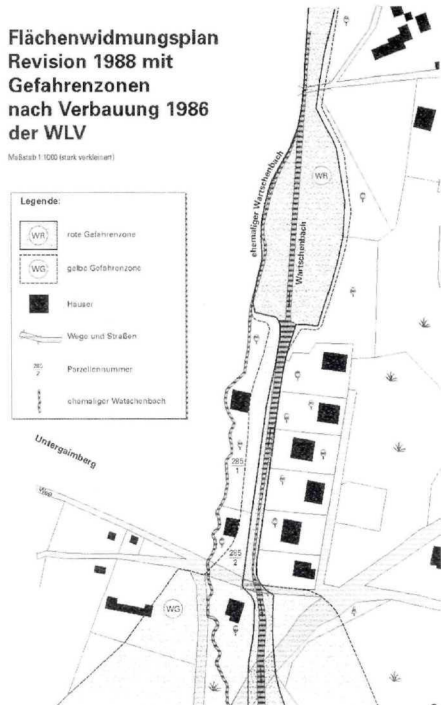 Flächenwidmungsplan
Revision 1988 mit
Gefahrenzonen
nach Verbauung 1986
der WLV
Maßstab 1:1000 (stark verkleinert)
Legende:
WR rote Gefahrenzone
WG gelbe Gefahrenzone
Häuser
Wege und Straßen
285
2
Parzellennummer
ehemaliger Watschenbach
ehemaliger Wartschenbach
Wartschenbach
WR
Untergaimberg
285
1
285
2
WG